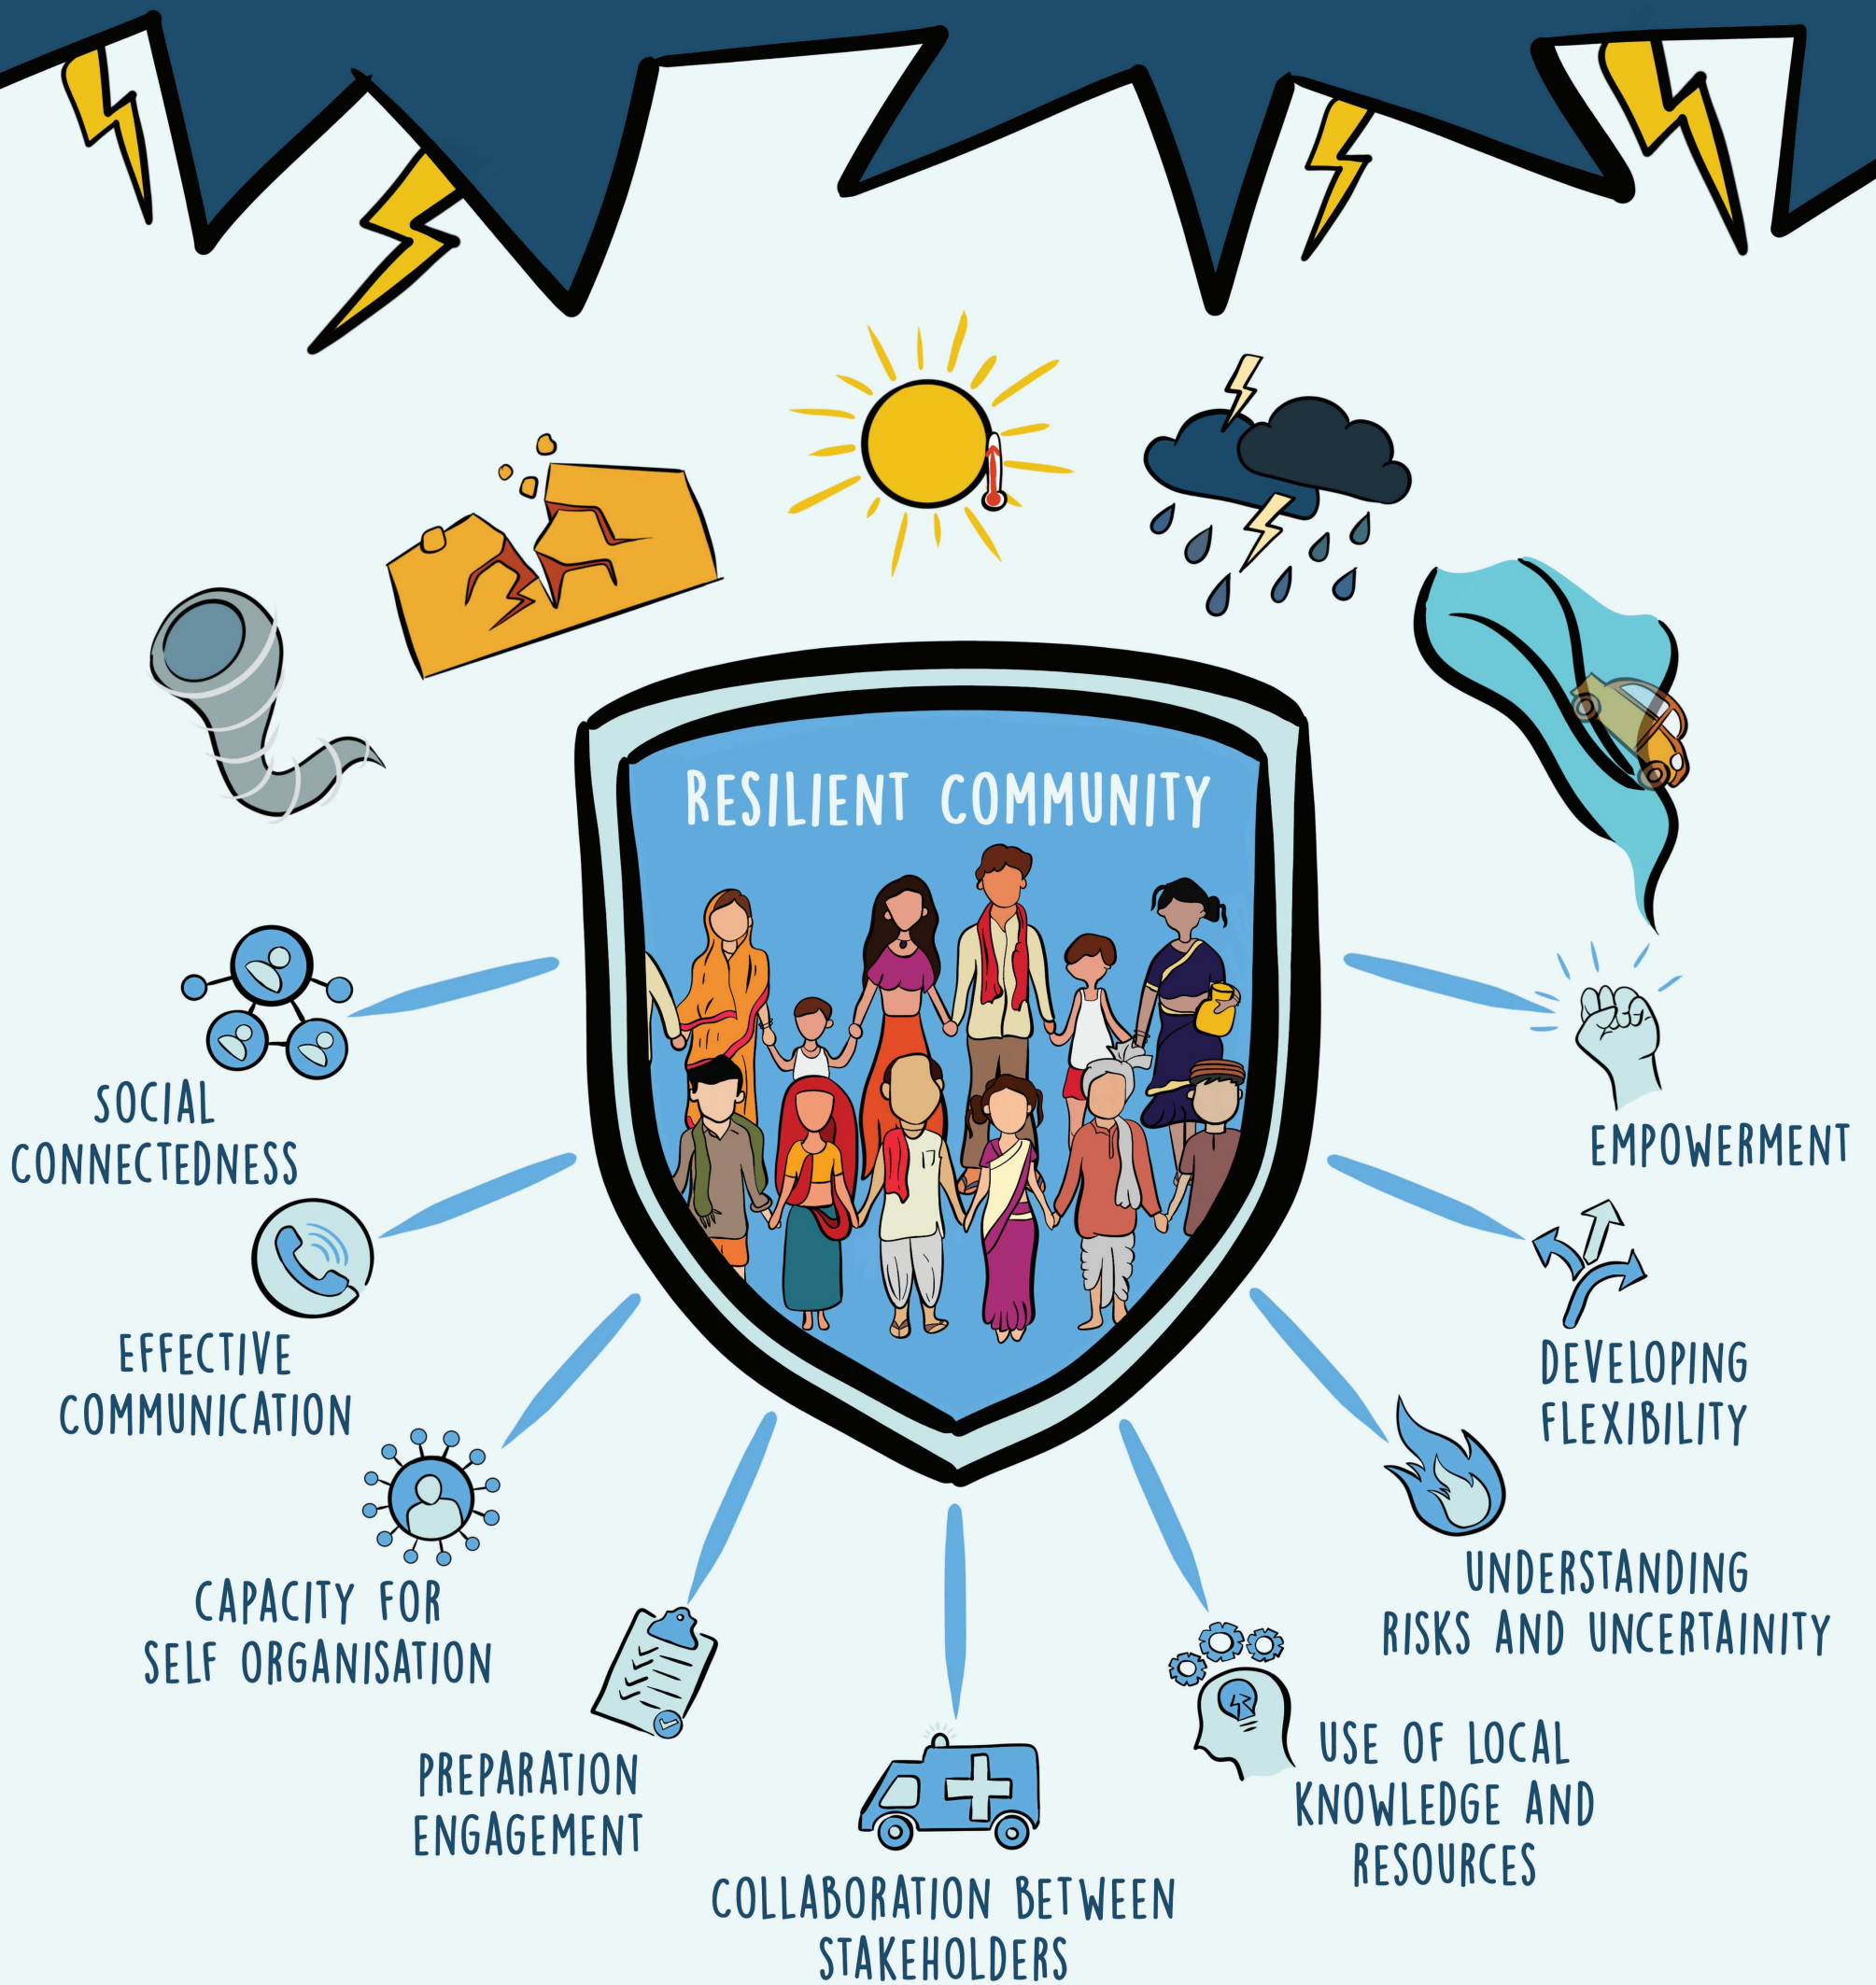 RESILIENT COMMUNITY
SOCIAL
CONNECTEDNESS
EFFECTIVE
COMMUNICATION
CAPACITY FOR
SELF ORGANISATION
PREPARATION
ENGAGEMENT
COLLABORATION BETWEEN
STAKEHOLDERS
USE OF LOCAL
KNOWLEDGE AND
RESOURCES
UNDERSTANDING
RISKS AND UNCERTAINITY
DEVELOPING
FLEXIBILITY
EMPOWERMENT